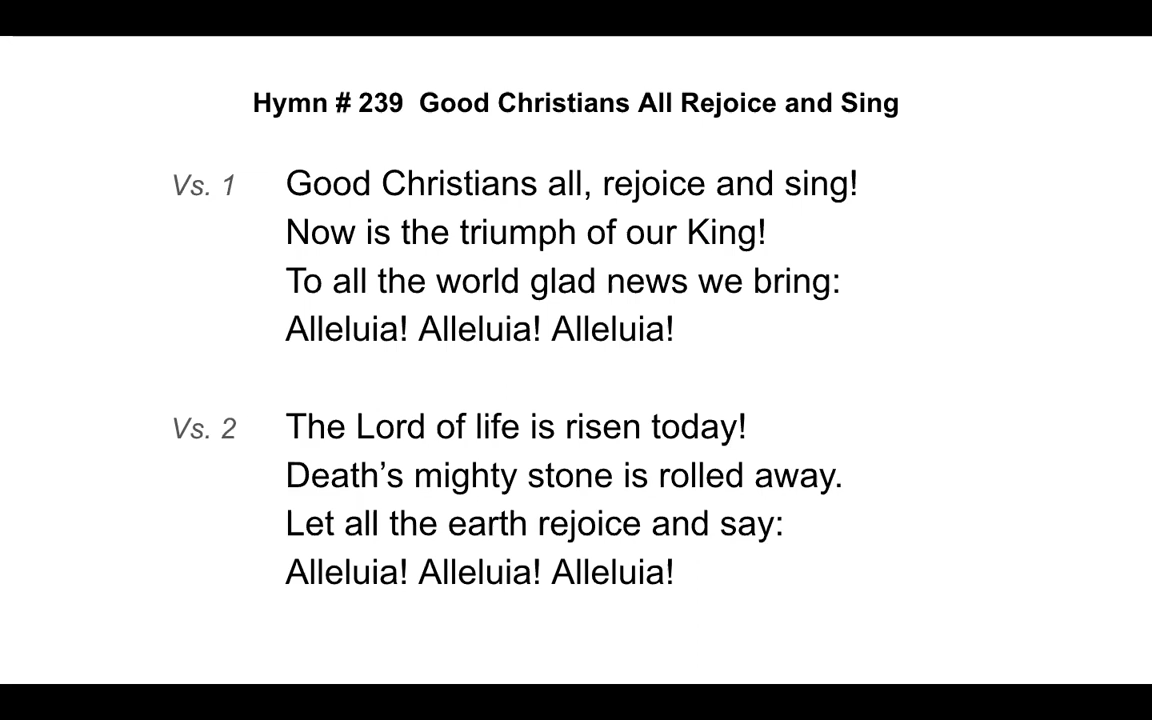 Hymn # 239 Good Christians All Rejoice and Sing
Vs. 1 Good Christians all, rejoice and sing!
Now is the triumph of our King!
To all the world glad news we bring:
Alleluia! Alleluia! Alleluia!
Vs. 2 The Lord of life is risen today!
Death’s mighty stone is rolled away.
Let all the earth rejoice and say:
Alleluia! Alleluia! Alleluia!